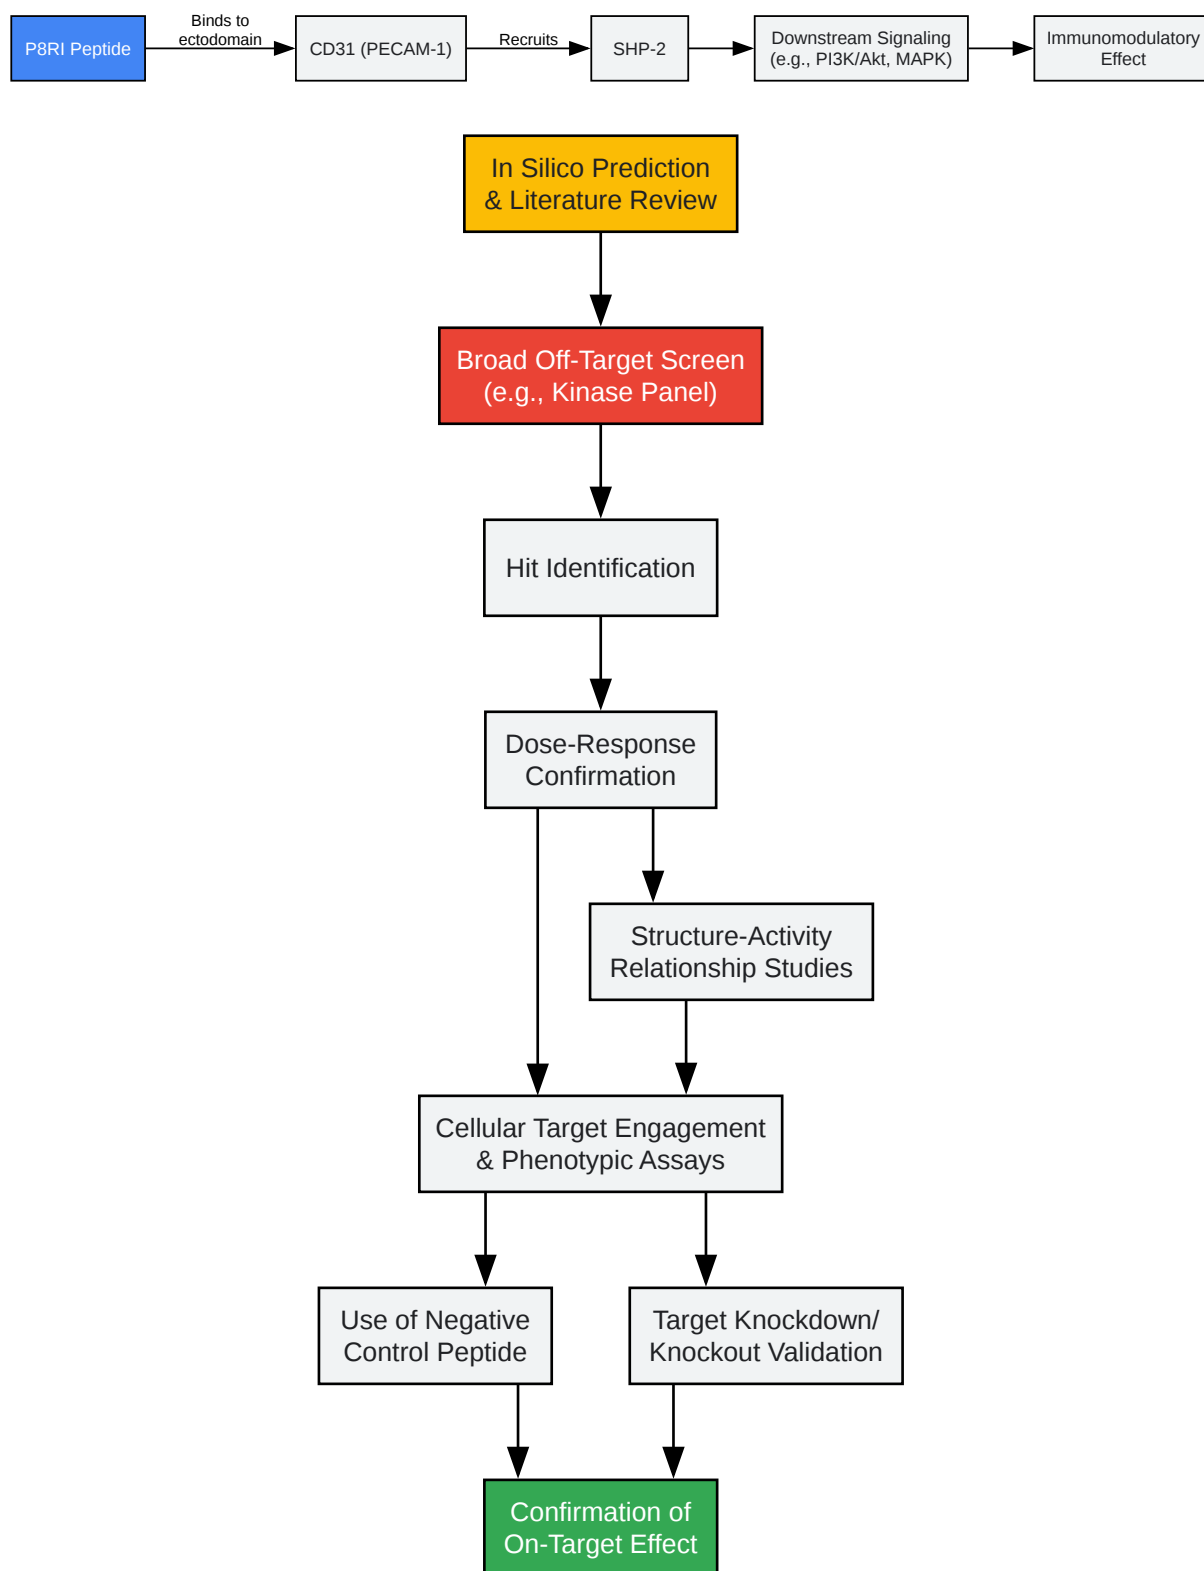 P8RI Peptide
Binds to
ectodomain
CD31 (PECAM-1)
Recruits
SHP-2
Downstream Signaling
(e.g., PI3K/Akt, MAPK)
Immunomodulatory
Effect
In Silico Prediction
& Literature Review
Broad Off-Target Screen
(e.g., Kinase Panel)
Hit Identification
Dose-Response
Confirmation
Structure-Activity
Relationship Studies
Cellular Target Engagement
& Phenotypic Assays
Use of Negative
Control Peptide
Target Knockdown/
Knockout Validation
Confirmation of
On-Target Effect